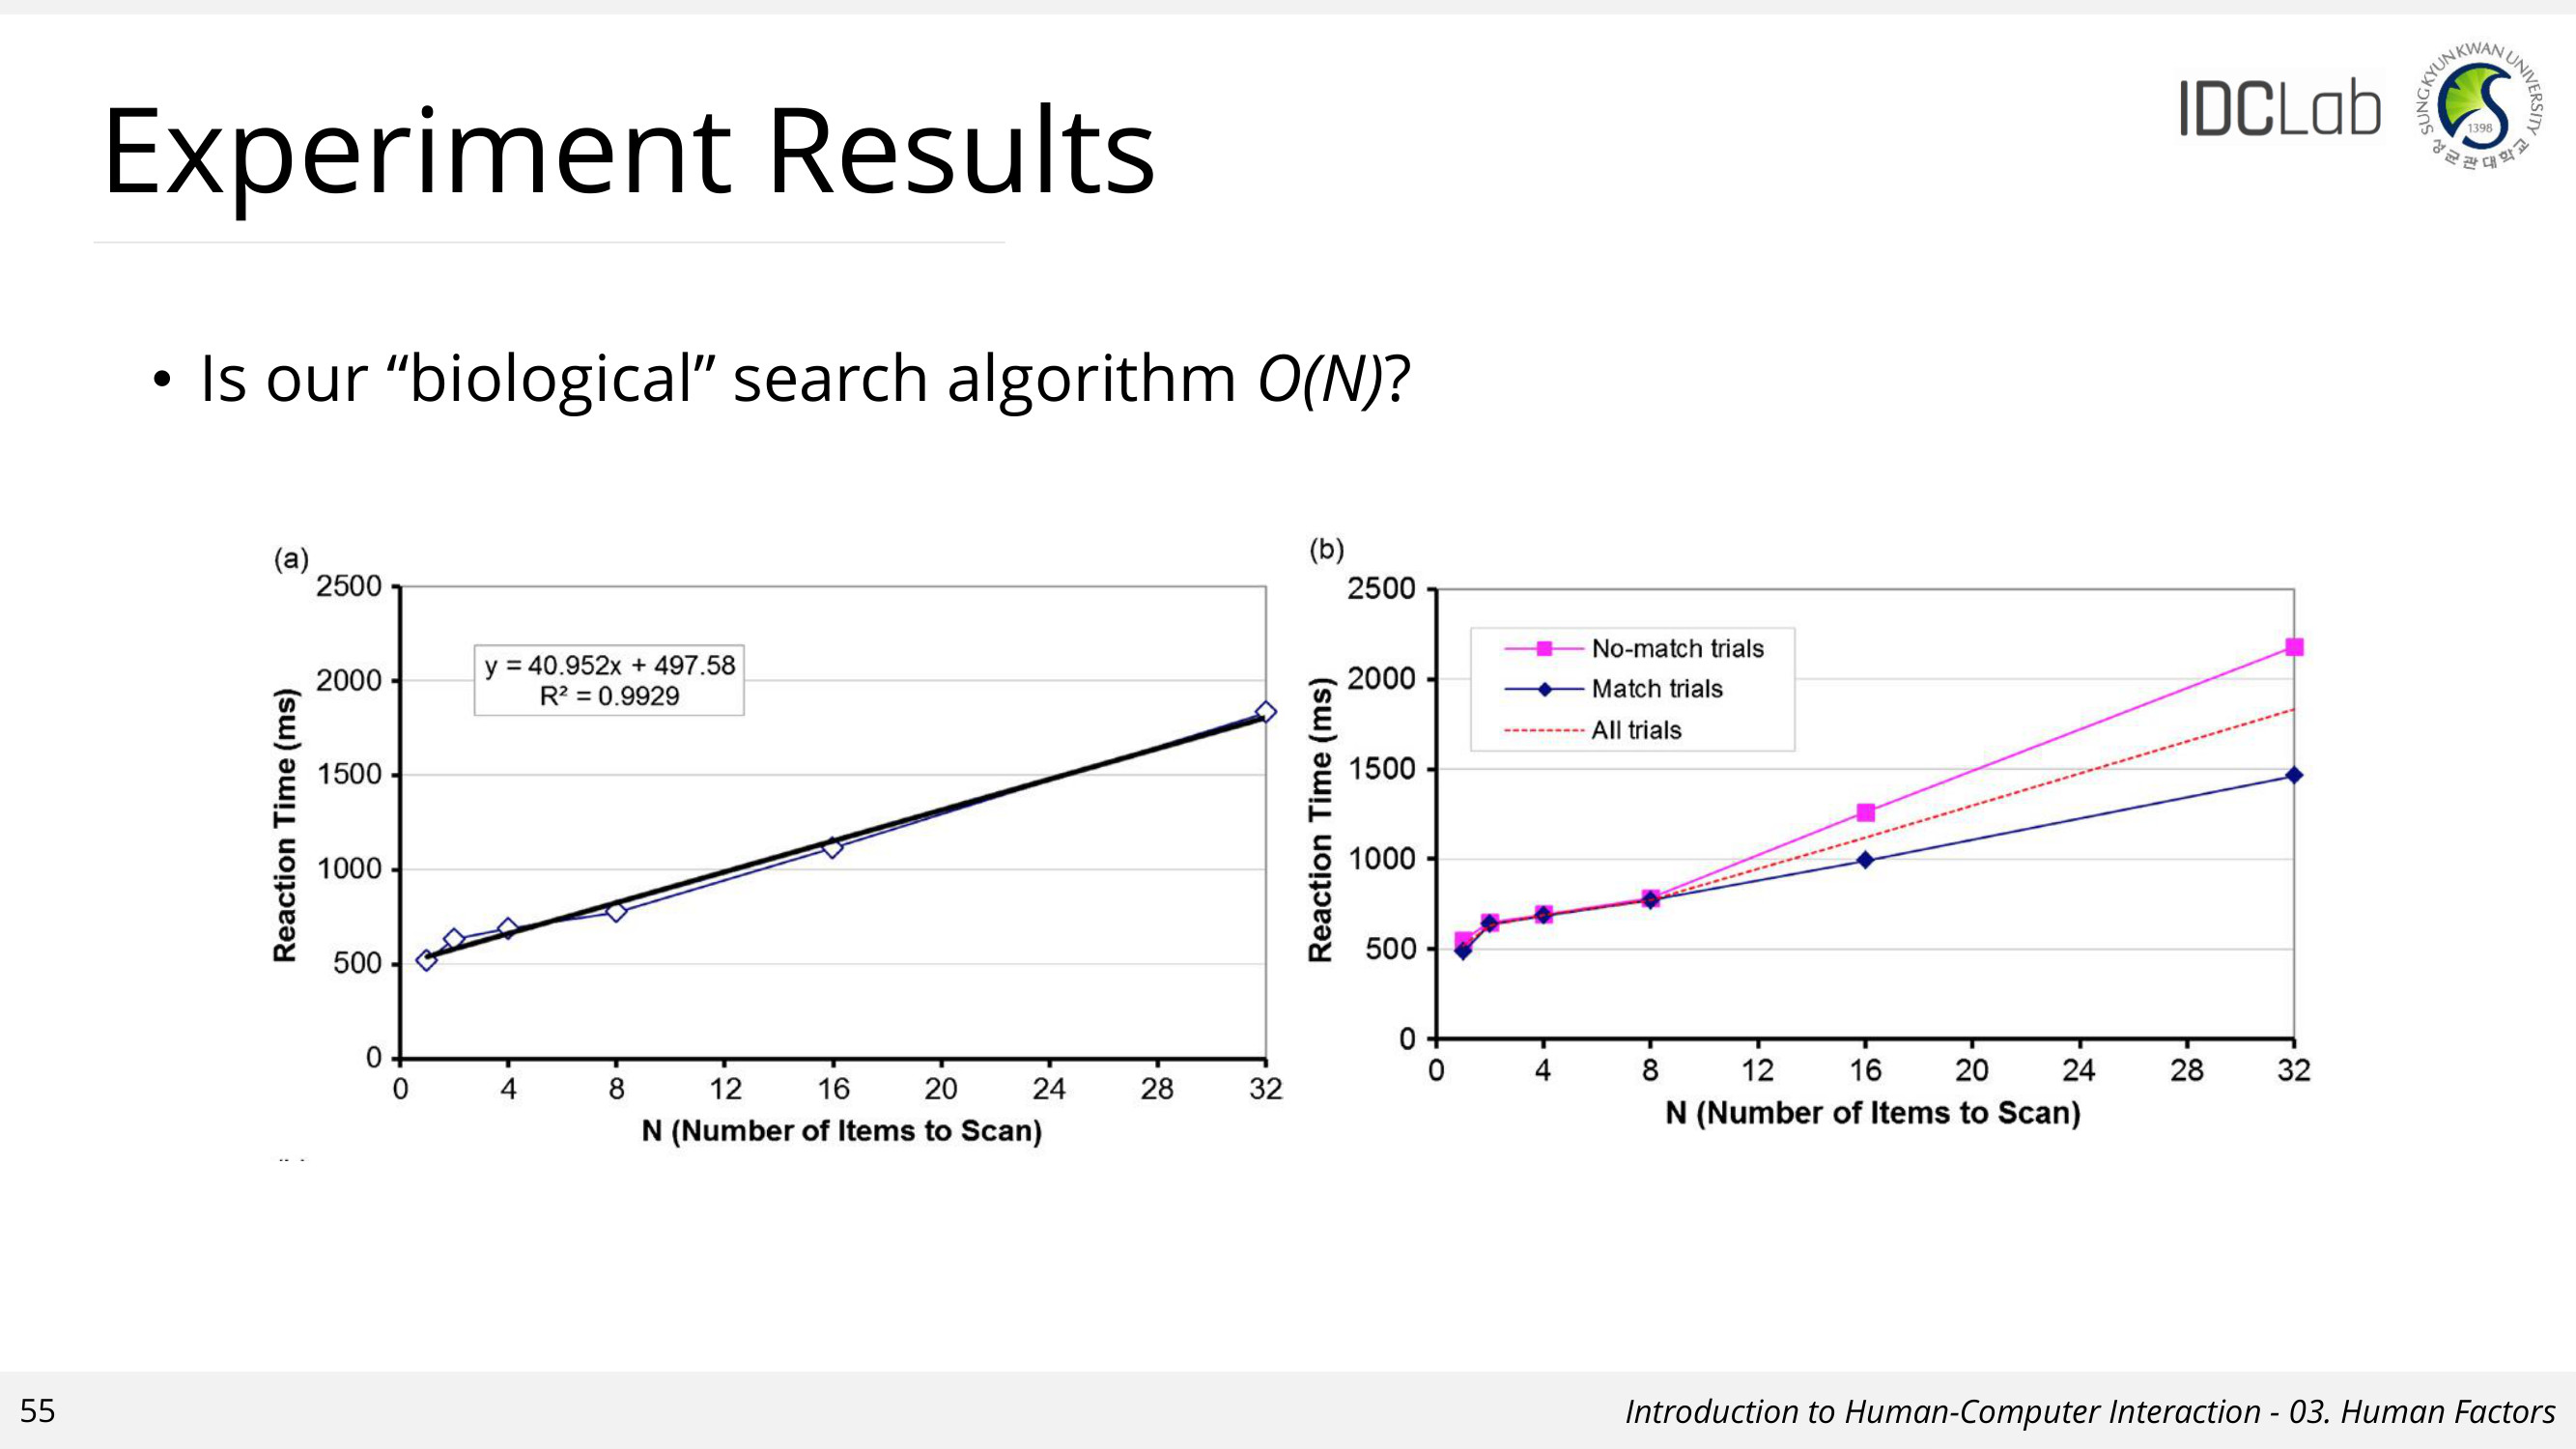 Experiment Results
IDCLab
SUNGKYUNKWAN UNIVERSITY
1398
성균관대학교
• Is our “biological” search algorithm O(N)?
(a)
2500
2000
1500
1000
500
0
Reaction Time (ms)
y = 40.952x + 497.58
R² = 0.9929
0 4 8 12 16 20 24 28 32
N (Number of Items to Scan)
(b)
2500
2000
1500
1000
500
0
Reaction Time (ms)
No-match trials
Match trials
All trials
0 4 8 12 16 20 24 28 32
N (Number of Items to Scan)
55
Introduction to Human-Computer Interaction - 03. Human Factors